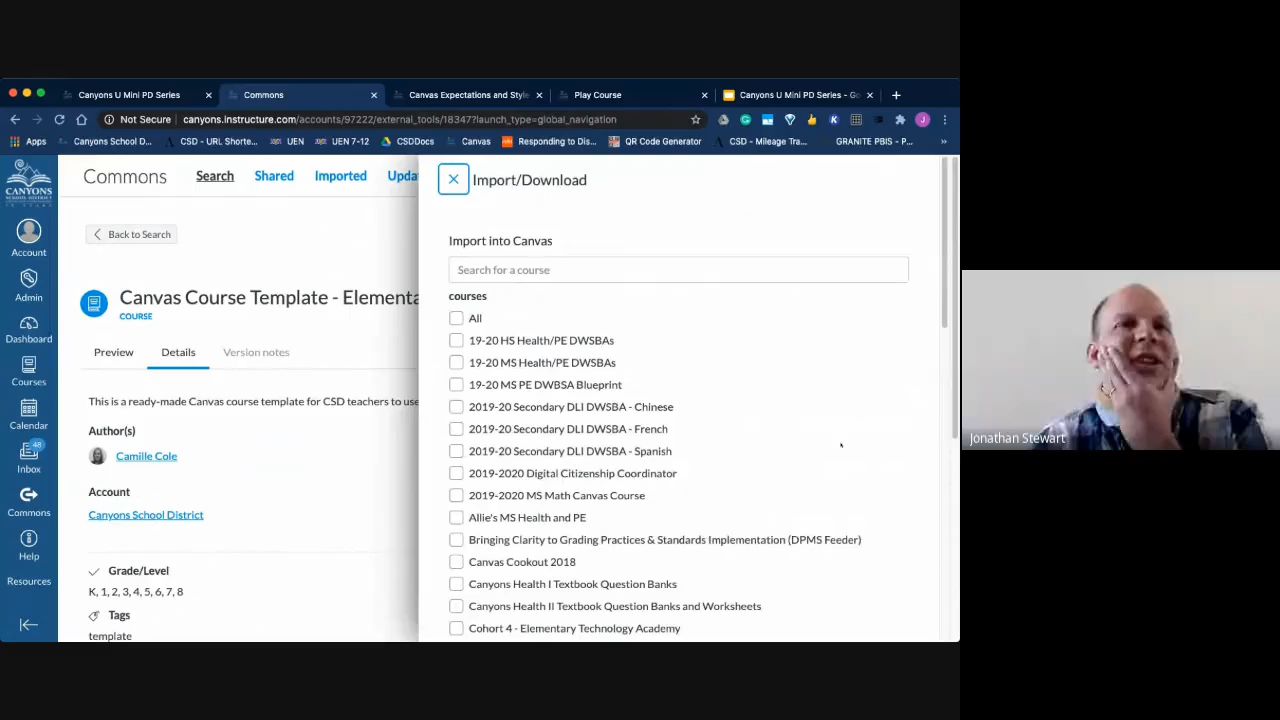 Canyons U Mini PD Series
Commons
Canvas Expectations and Style
Play Course
Canyons U Mini PD Series - Go
Not Secure
canyons.instructure.com/accounts/97222/external_tools/18347?launch_type=global_navigation
Apps
Canyons School D...
CSD - URL Shorte...
UEN
UEN 7-12
CSDDocs
Canvas
Responding to Dis...
QR Code Generator
CSD - Mileage Tra...
GRANITE PBIS - P...
CANYONS
SCHOOL DISTRICT
Account
Admin
Dashboard
Courses
Calendar
48
Inbox
Commons
Help
Resources
Commons
Search
Shared
Imported
Upda
Back to Search
Canvas Course Template - Elementa
COURSE
Preview
Details
Version notes
This is a ready-made Canvas course template for CSD teachers to use
Author(s)
Camille Cole
Account
Canyons School District
Grade/Level
K, 1, 2, 3, 4, 5, 6, 7, 8
Tags
template
Import/Download
Import into Canvas
Search for a course
courses
All
19-20 HS Health/PE DWSBAs
19-20 MS Health/PE DWSBAs
19-20 MS PE DWBSA Blueprint
2019-20 Secondary DLI DWSBA - Chinese
2019-20 Secondary DLI DWSBA - French
2019-20 Secondary DLI DWSBA - Spanish
2019-2020 Digital Citizenship Coordinator
2019-2020 MS Math Canvas Course
Allie's MS Health and PE
Bringing Clarity to Grading Practices & Standards Implementation (DPMS Feeder)
Canvas Cookout 2018
Canyons Health I Textbook Question Banks
Canyons Health II Textbook Question Banks and Worksheets
Cohort 4 - Elementary Technology Academy
Jonathan Stewart